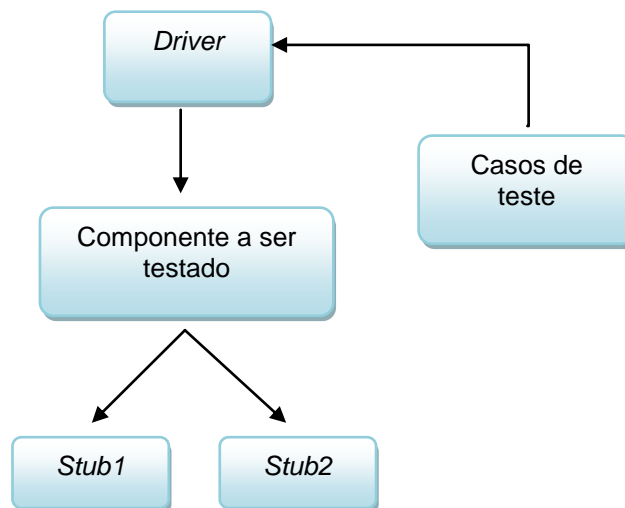 Driver
Casos de
teste
Componente a ser
testado
Stub1
Stub2